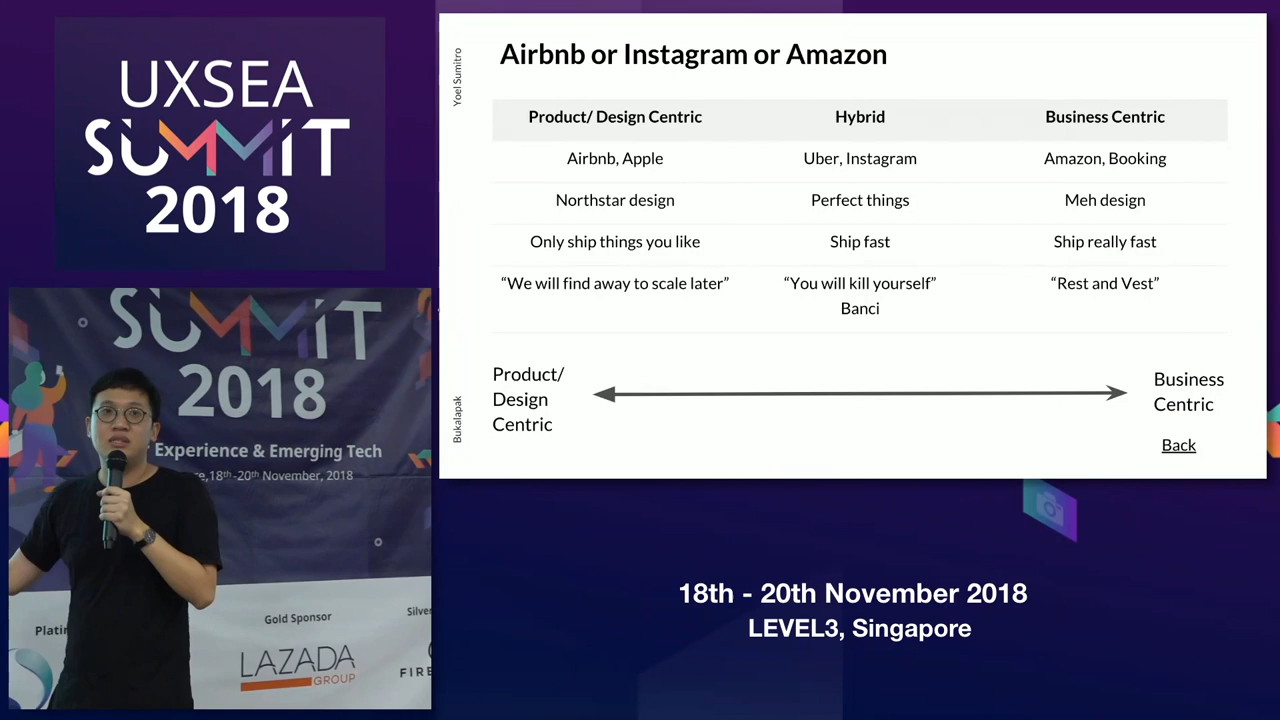 UXSEA
SUMMIT
2018
SUMMIT
2018
Experience & Emerging Tech
18th-20th November, 2018
Gold Sponsor
LAZADA
GROUP
Yoel Sumitro
Bukalapak
Airbnb or Instagram or Amazon
Product/ Design Centric Hybrid Business Centric
Airbnb, Apple Uber, Instagram Amazon, Booking
Northstar design Perfect things Meh design
Only ship things you like Ship fast Ship really fast
“We will find away to scale later” “You will kill yourself” “Rest and Vest”
Banci
Product/
Design
Centric
Business
Centric
Back
18th - 20th November 2018
LEVEL3, Singapore